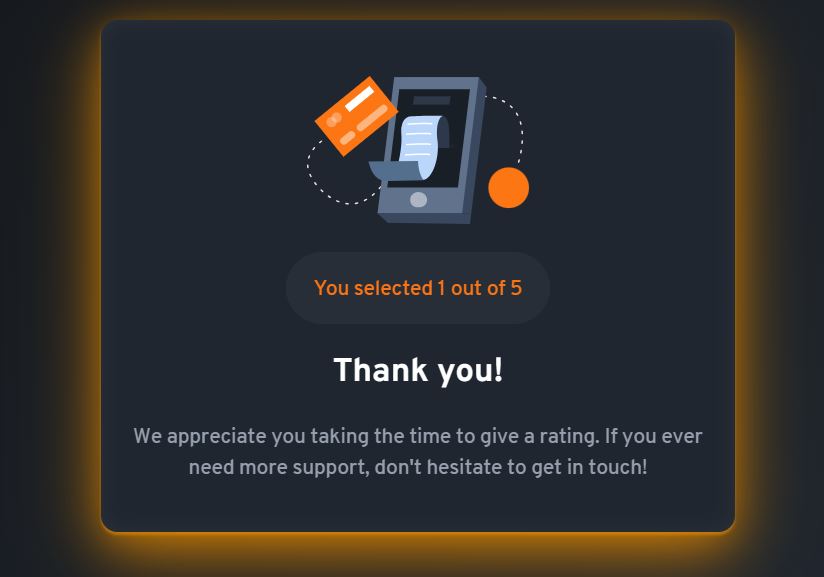 You selected 1 out of 5
Thank you!
We appreciate you taking the time to give a rating. If you ever
need more support, don't hesitate to get in touch!